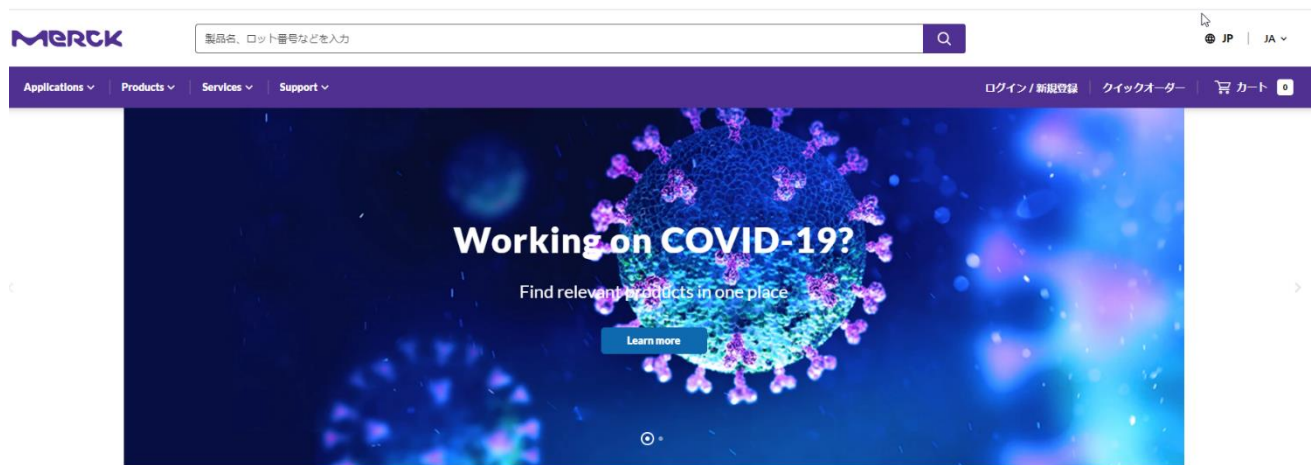 MERCK
製品名、ロット番号などを入力
JP | JA
Applications Products Services Support
ログイン / 新規登録 クイックオーダー カート 0
Working on COVID-19?
Find relevant products in one place
Learn more